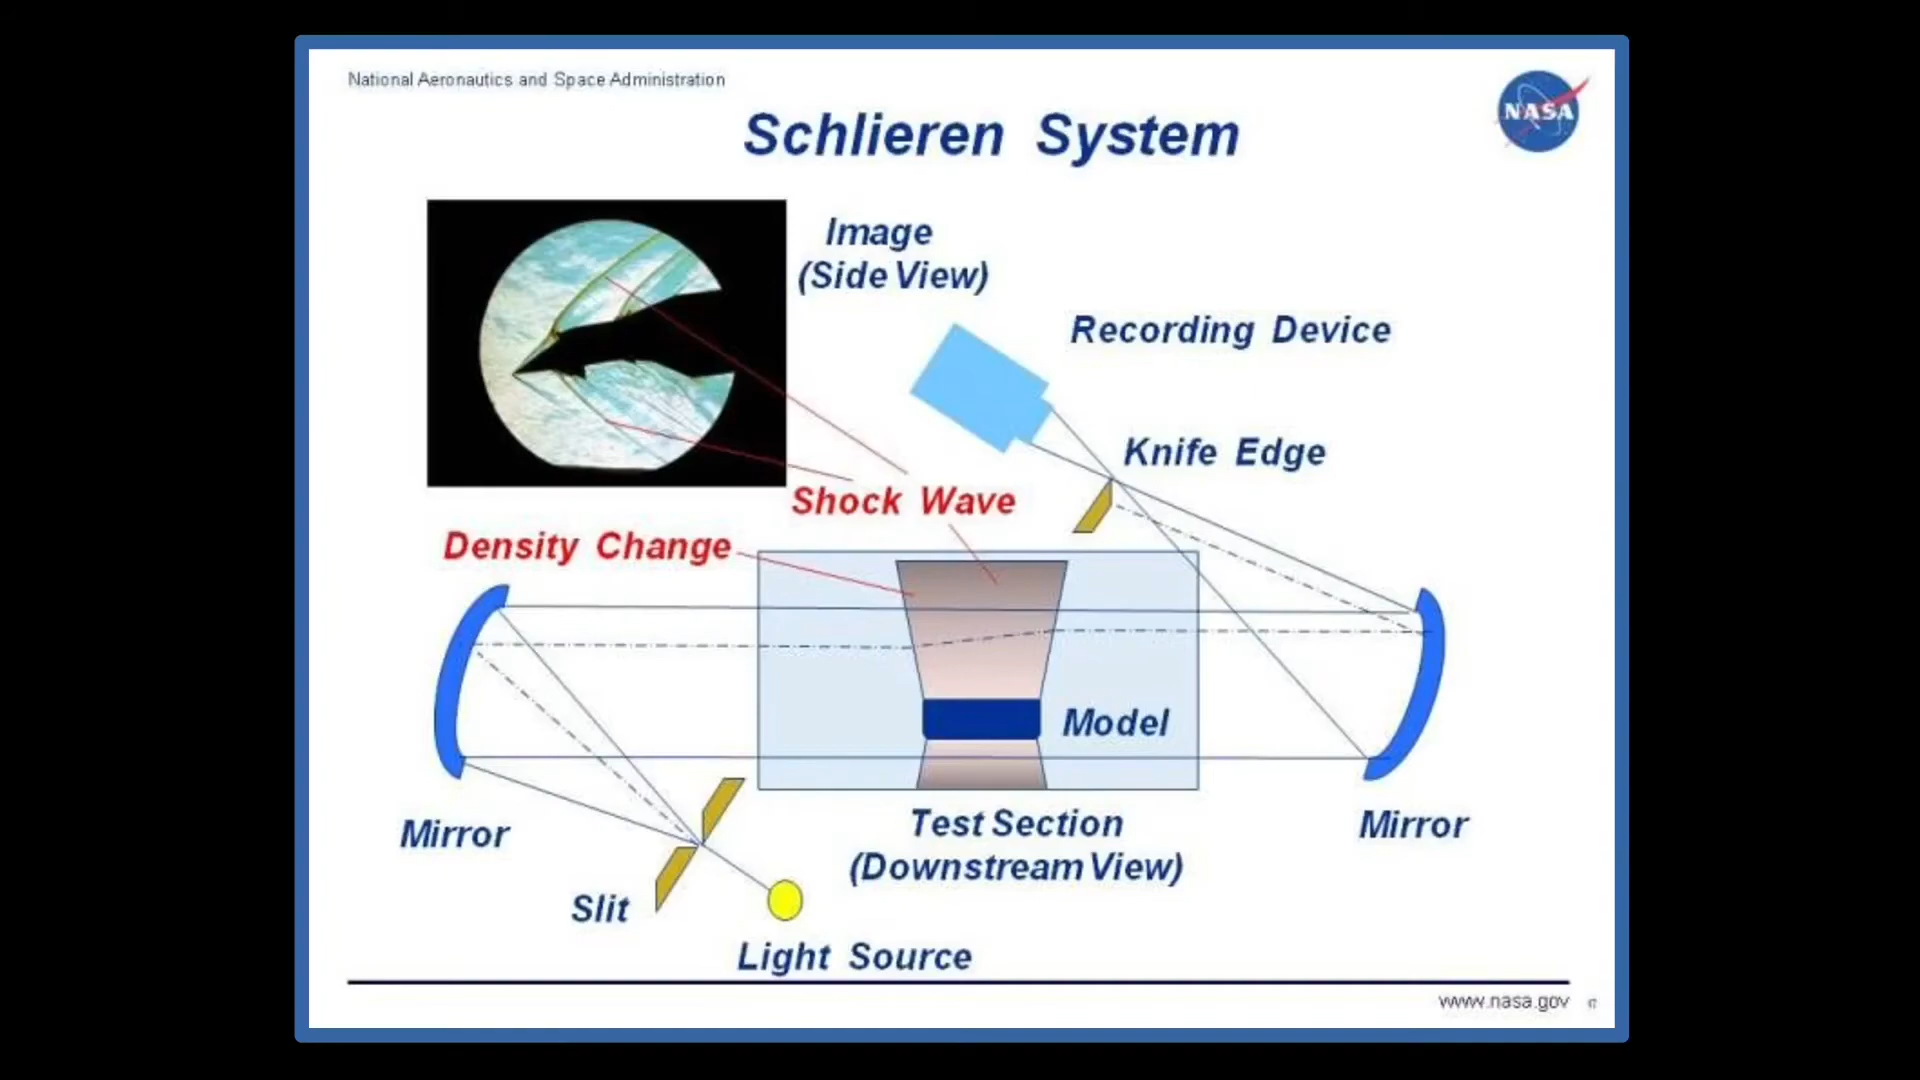 National Aeronautics and Space Administration
NASA
Schlieren System
Image
(Side View)
Recording Device
Knife Edge
Shock Wave
Density Change
Model
Mirror
Test Section
(Downstream View)
Mirror
Slit
Light Source
www.nasa.gov